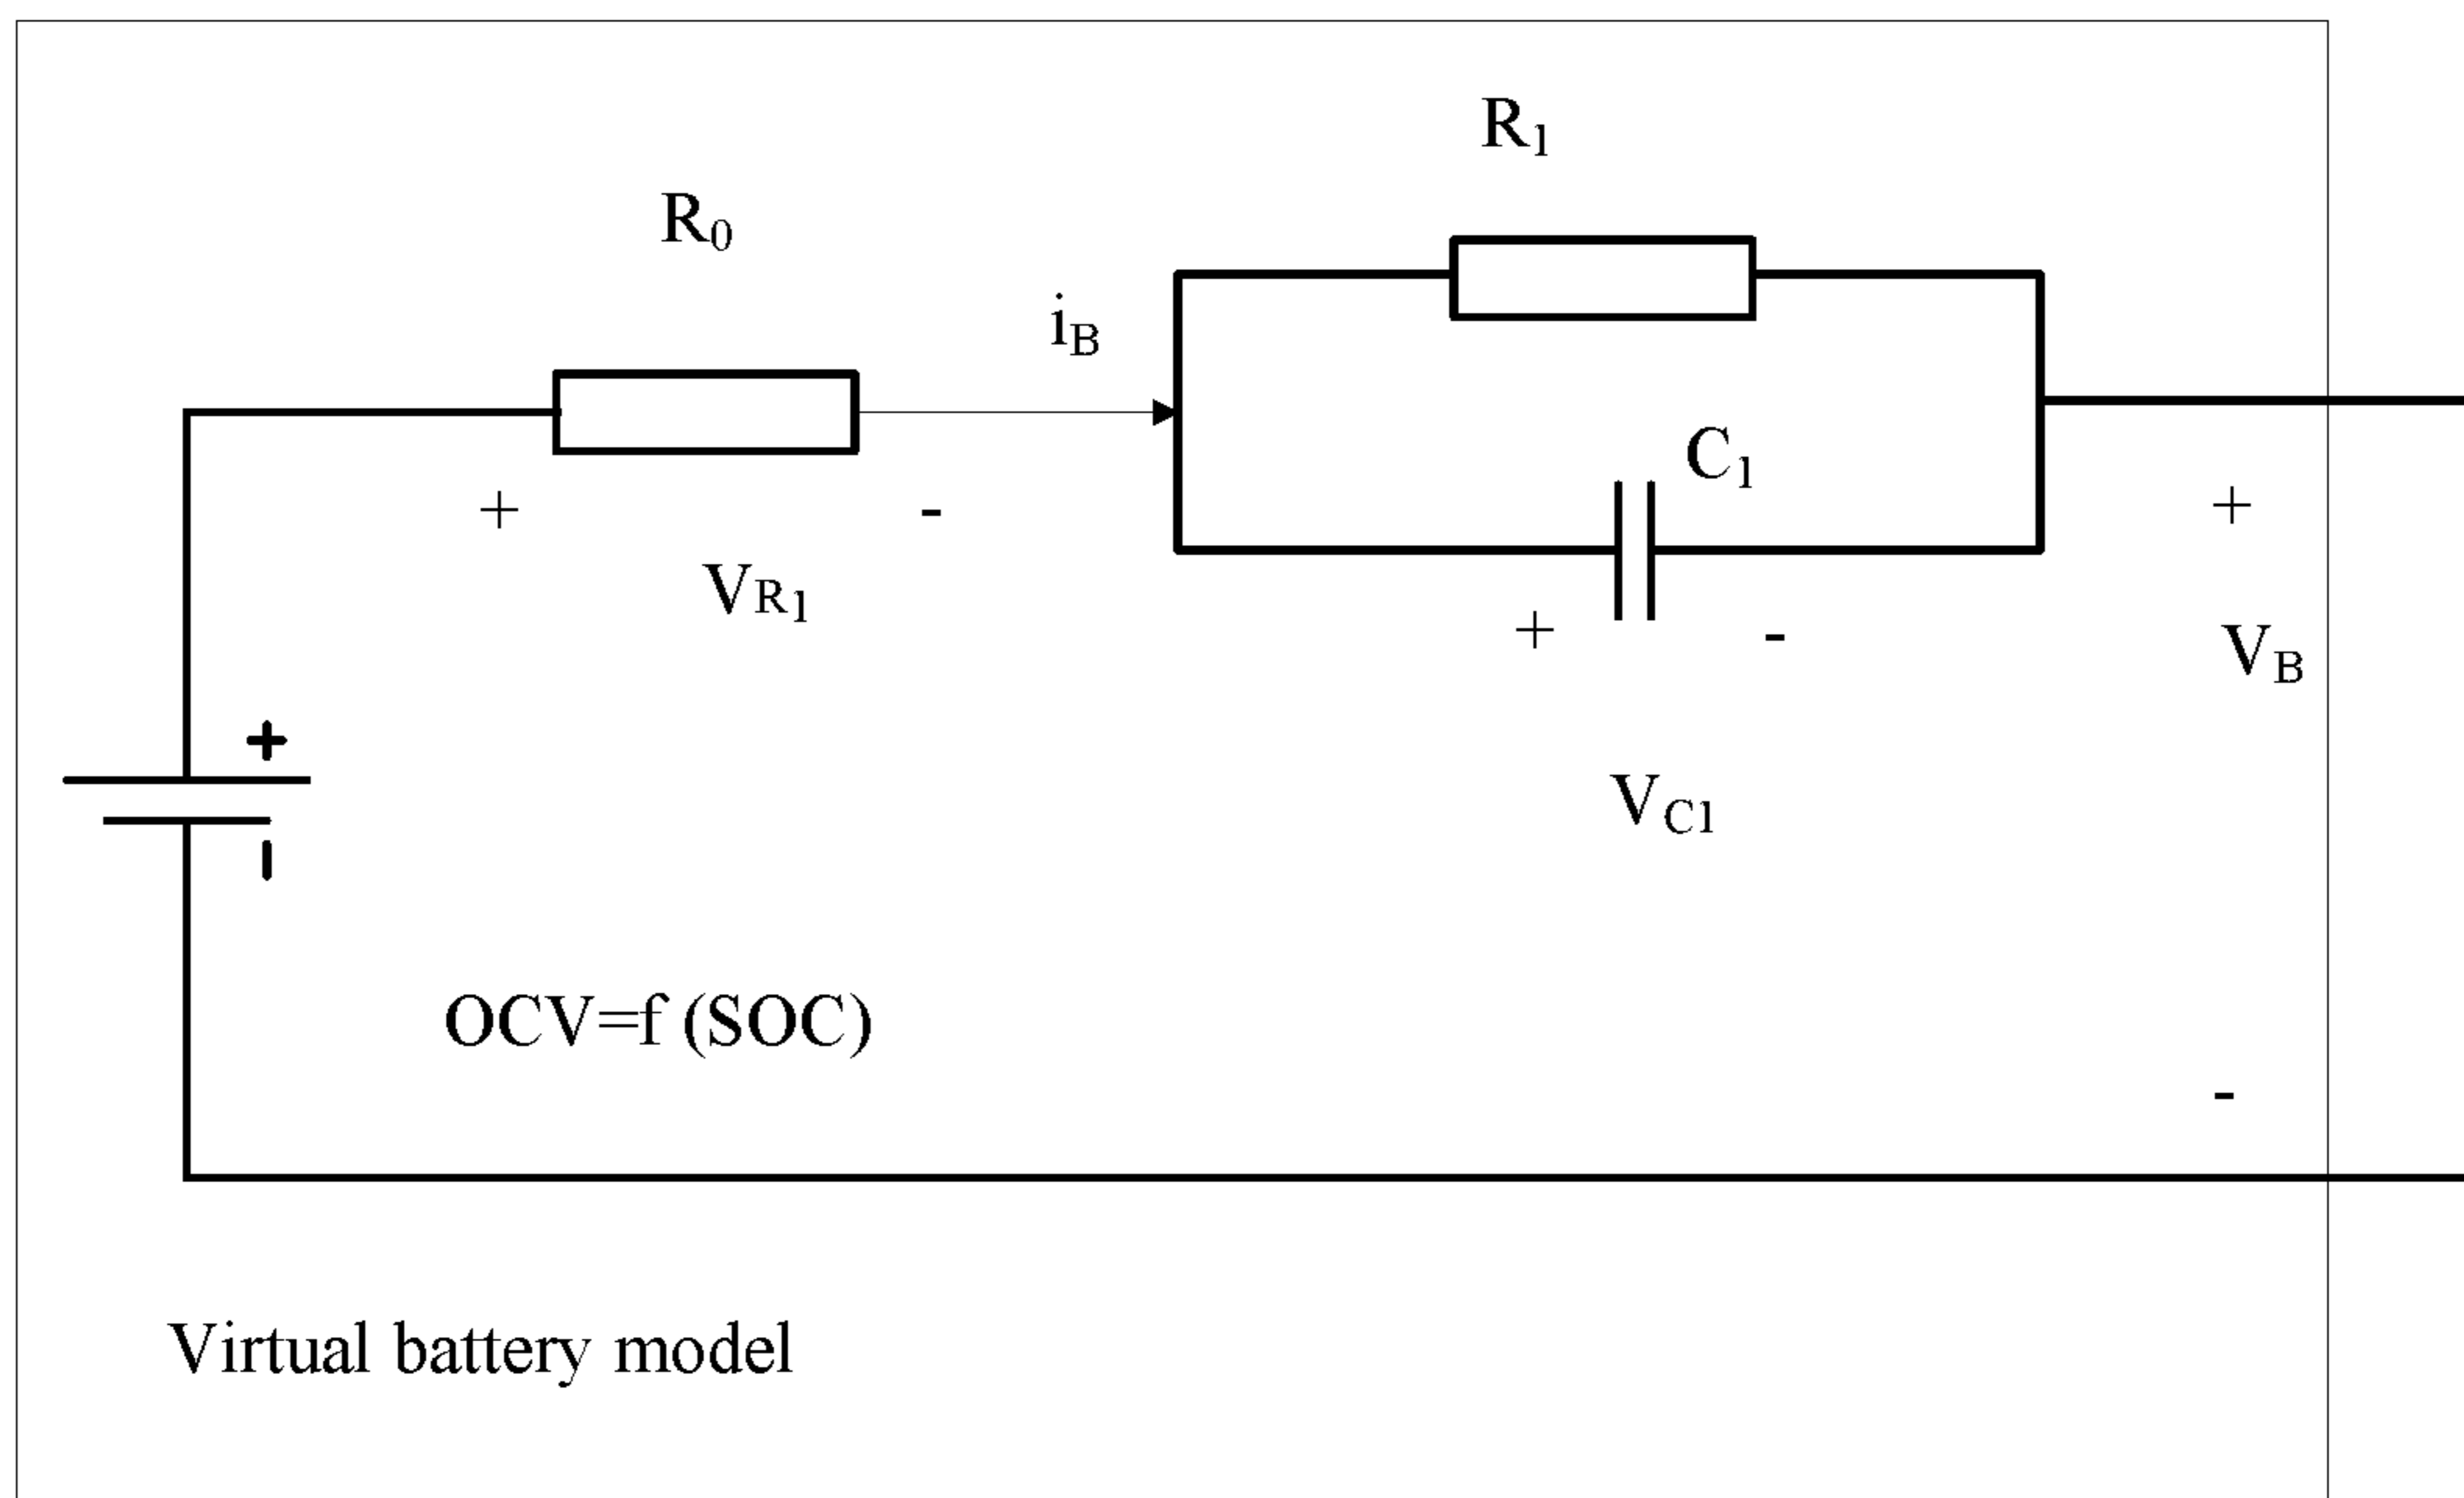 R₁
R₀
i_B
C₁
+ -
V_R₁
+
+ -
V_B
+
V_C1
-
OCV=f (SOC)
-
Virtual battery model